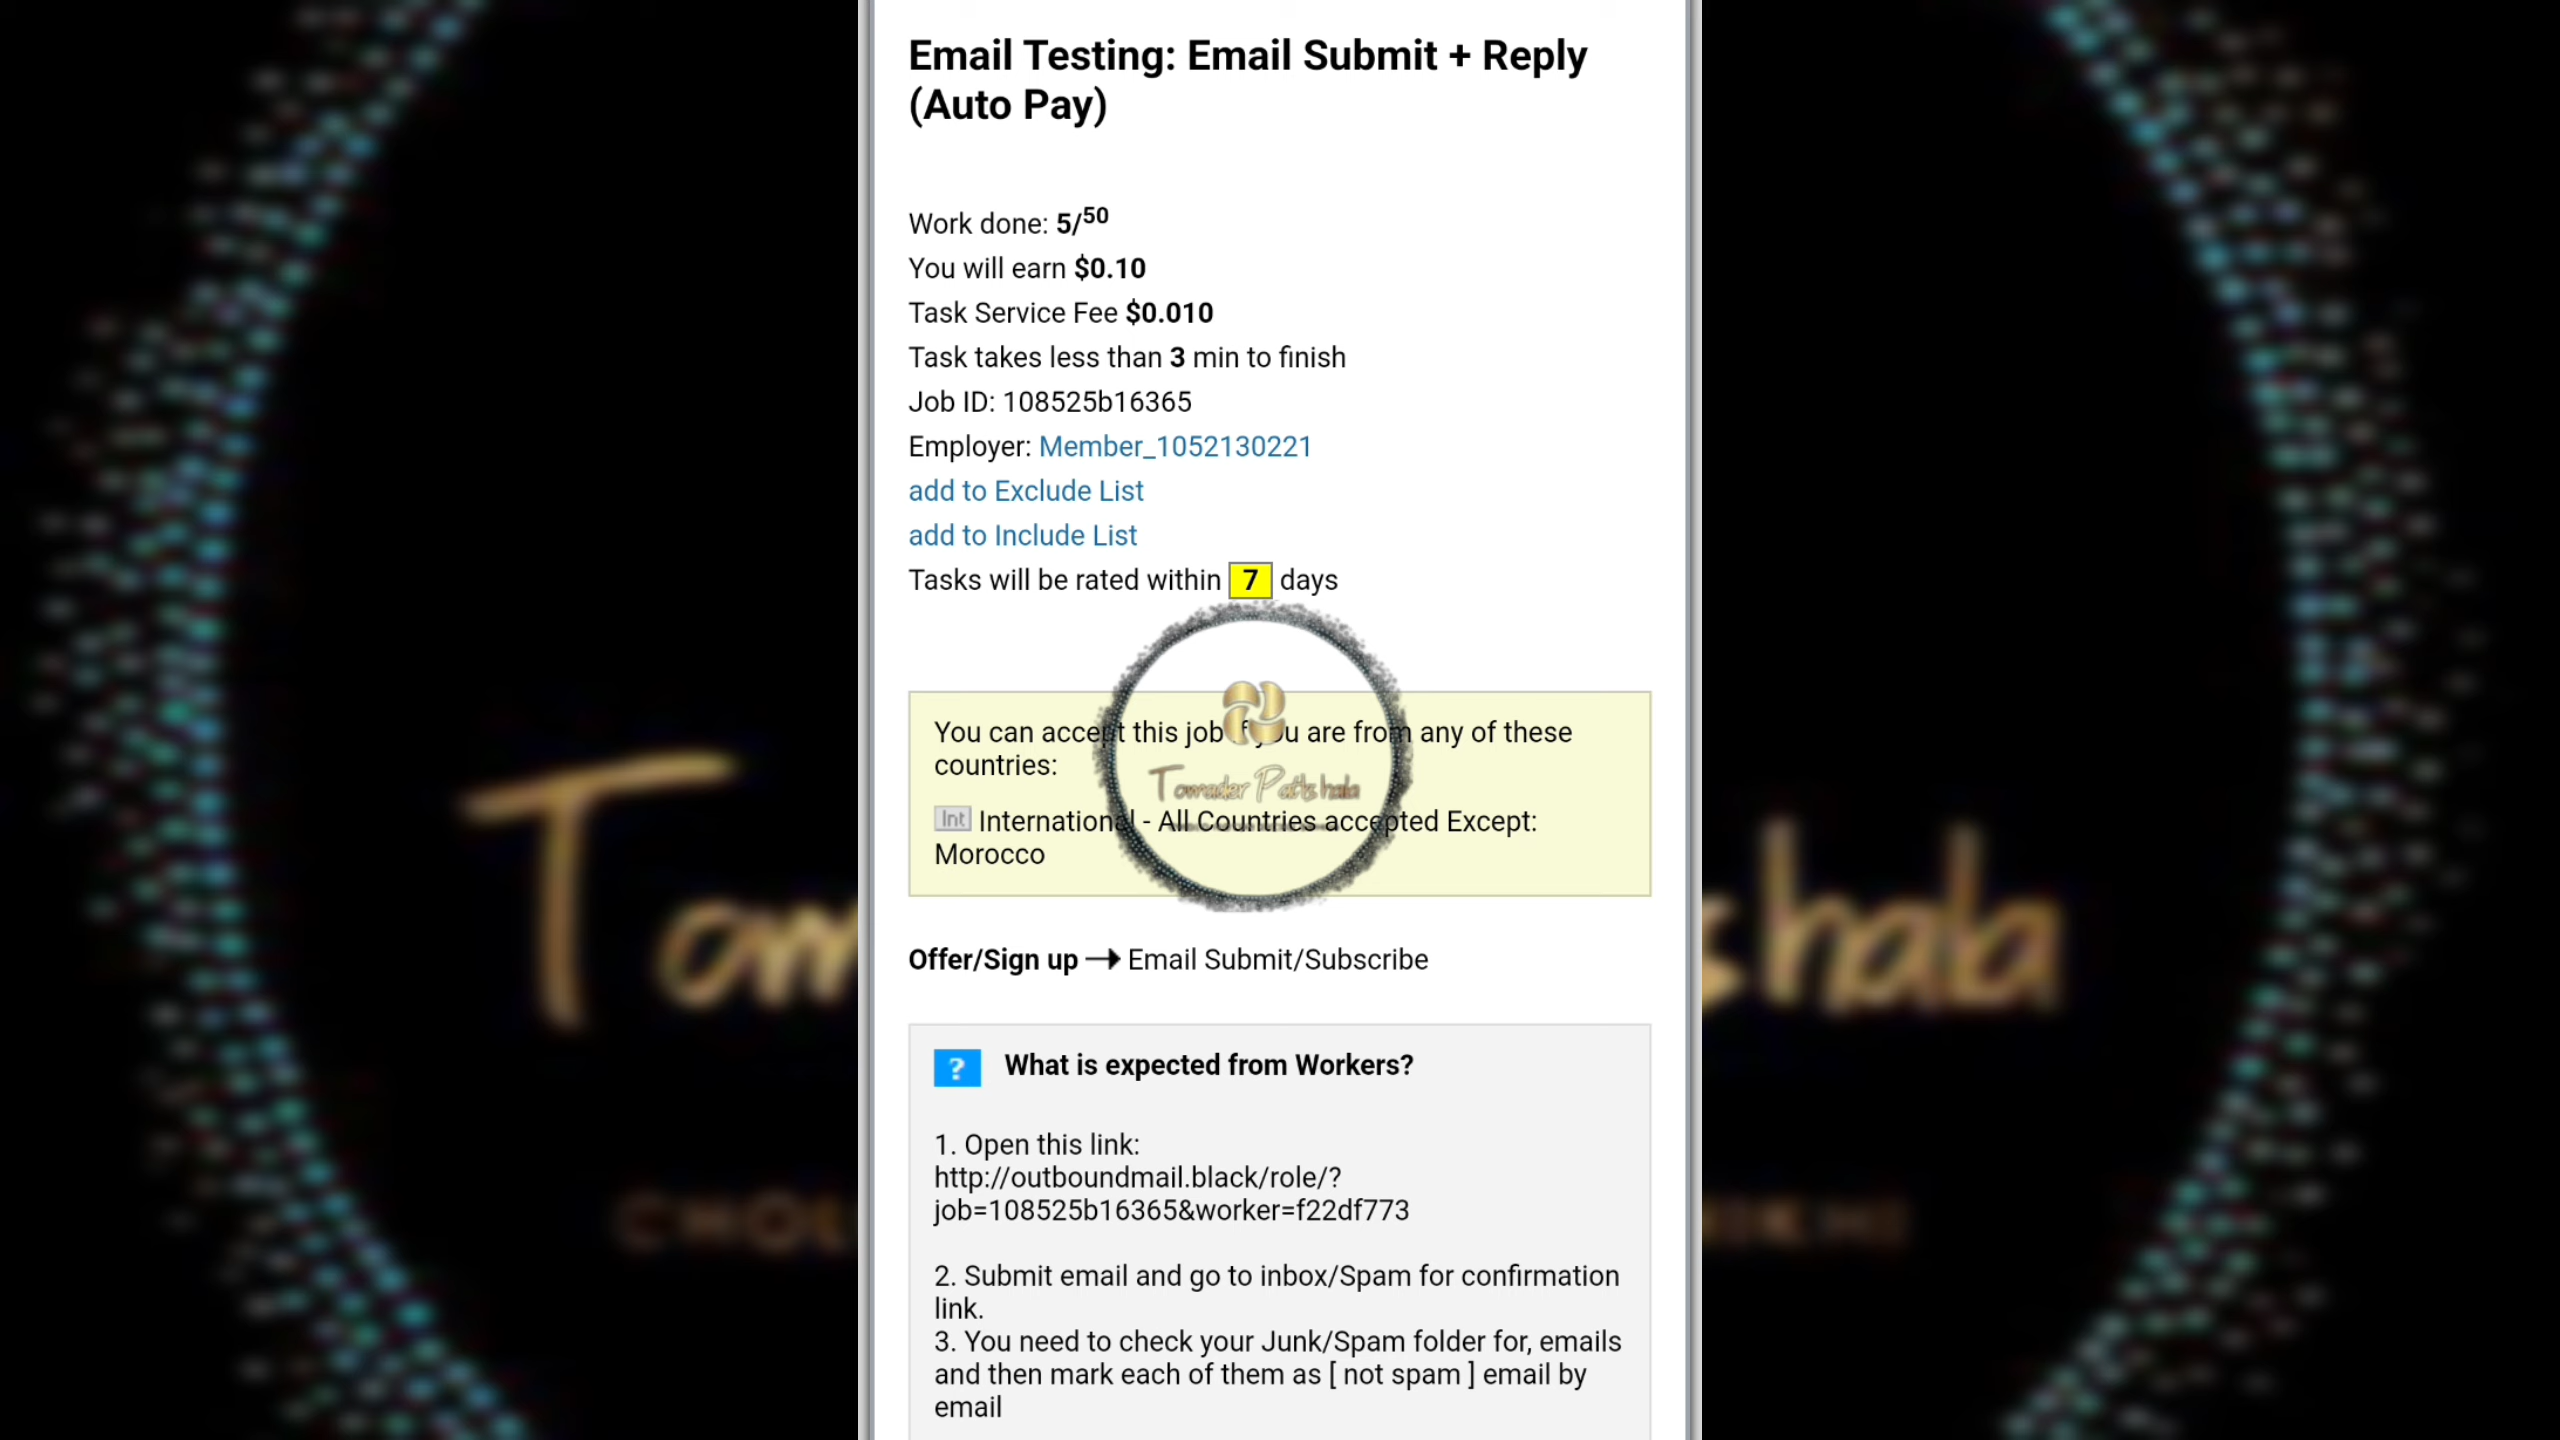 Email Testing: Email Submit + Reply
(Auto Pay)
Work done: 5/50
You will earn $0.10
Task Service Fee $0.010
Task takes less than 3 min to finish
Job ID: 108525b16365
Employer: Member_1052130221
add to Exclude List
add to Include List
Tasks will be rated within 7 days
You can accept this job if you are from any of these
countries:
Towader Pathshala
Int International - All Countries accepted Except:
Morocco
Offer/Sign up → Email Submit/Subscribe
? What is expected from Workers?
1. Open this link:
http://outboundmail.black/role/?
job=108525b16365&worker=f22df773
2. Submit email and go to inbox/Spam for confirmation
link.
3. You need to check your Junk/Spam folder for, emails
and then mark each of them as [ not spam ] email by
email